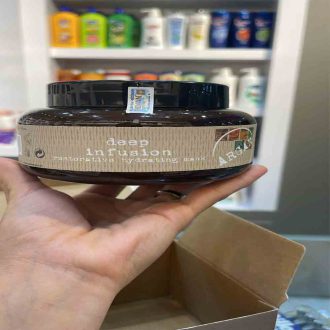 deep
infusion
restorative hydrating mask
ARGAN